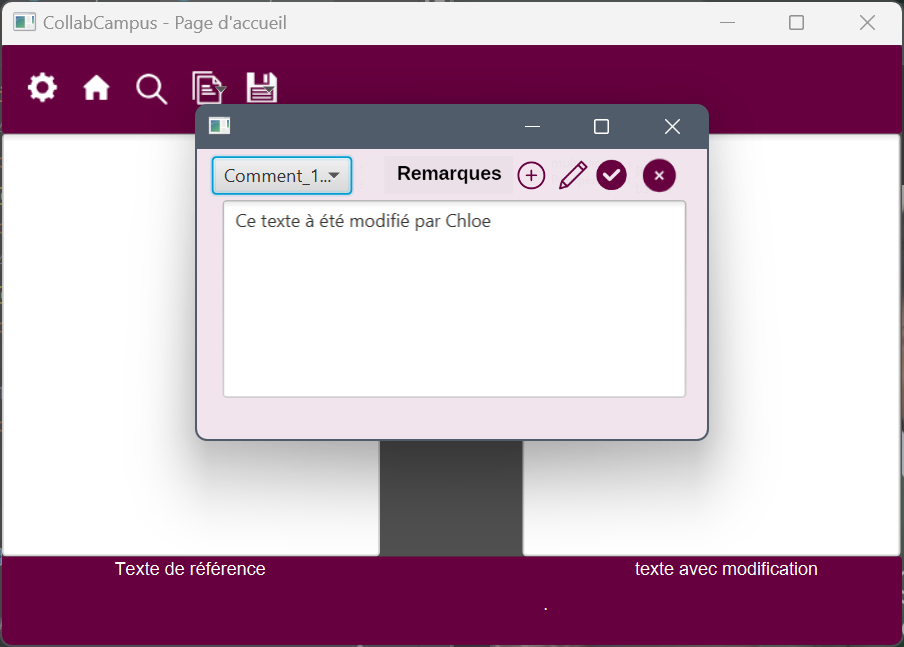 CollabCampus - Page d'accueil
Comment_1...
Remarques
Ce texte à été modifié par Chloe
Texte de référence
texte avec modification
.